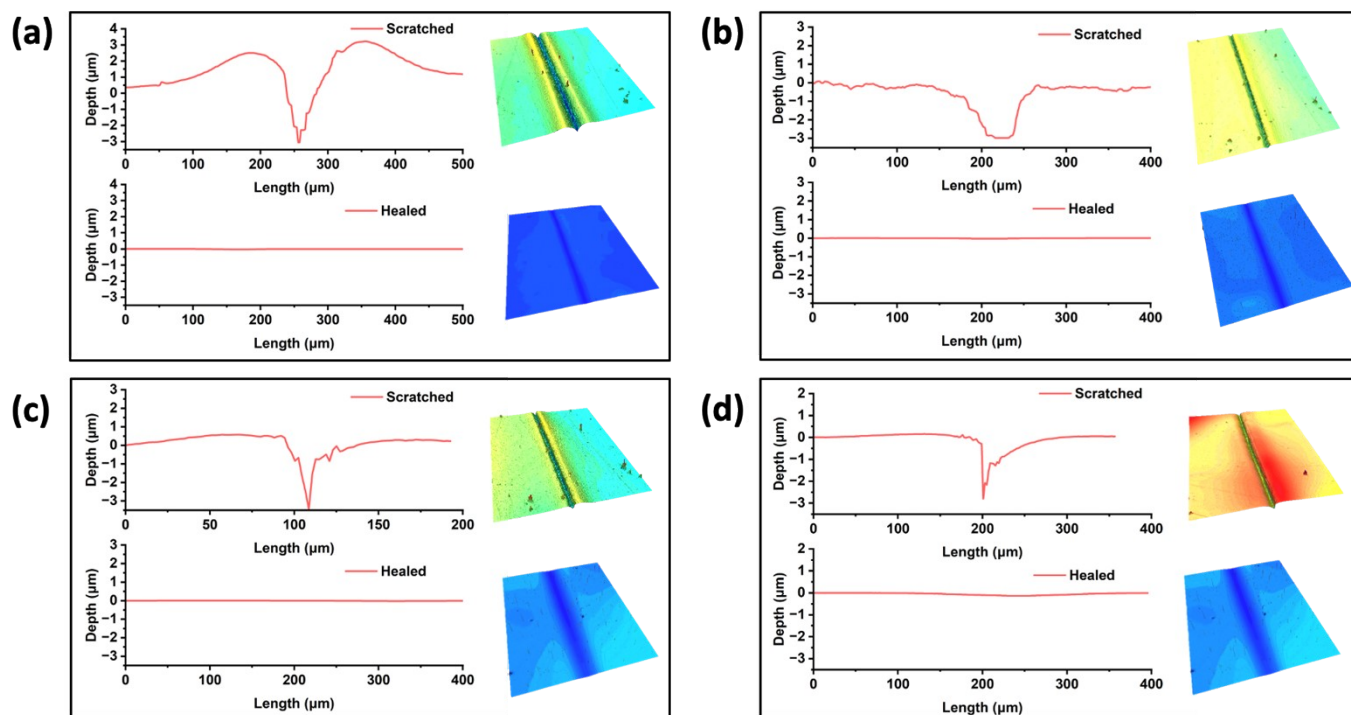 (a)
Scratched
Depth (μm)
4
3
2
1
0
−1
−2
−3
0 100 200 300 400 500
Length (μm)
Healed
Depth (μm)
4
3
2
1
0
−1
−2
−3
0 100 200 300 400 500
Length (μm)
(b)
Scratched
Depth (μm)
3
2
1
0
−1
−2
−3
0 100 200 300 400
Length (μm)
Healed
Depth (μm)
4
3
2
1
0
−1
−2
−3
0 100 200 300 400
Length (μm)
(c)
Scratched
Depth (μm)
3
2
1
0
−1
−2
−3
0 50 100 150 200
Length (μm)
Healed
Depth (μm)
3
2
1
0
−1
−2
−3
0 100 200 300 400
Length (μm)
(d)
Scratched
Depth (μm)
2
1
0
−1
−2
−3
0 100 200 300 400
Length (μm)
Healed
Depth (μm)
2
1
0
−1
−2
−3
0 100 200 300 400
Length (μm)